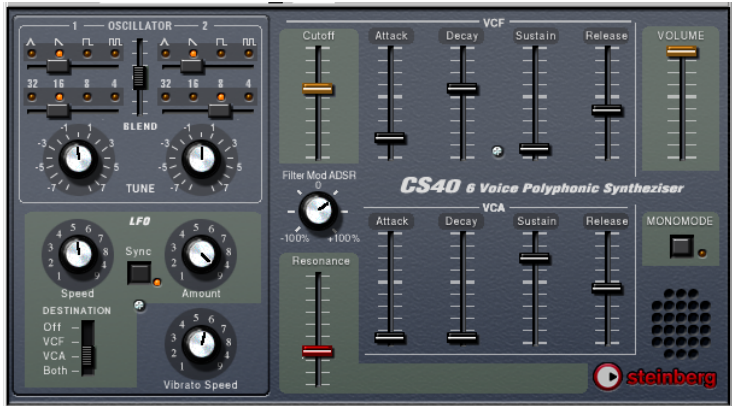 1 OSCILLATOR 2
32 16 8 4
32 16 8 4
BLEND
-7 -5 -3 -1 1 3 5 7
-7 -5 -3 -1 1 3 5 7
TUNE
LFO
1 2 3 4 5 6 7 8 9
Speed
Sync
1 2 3 4 5 6 7 8 9
Amount
DESTINATION
Off
VCF
VCA
Both
1 2 3 4 5 6 7 8 9
Vibrato Speed
VCF
Cutoff
Attack
Decay
Sustain
Release
VOLUME
Filter Mod ADSR
0
-100% +100%
CS40 6 Voice Polyphonic Syntheziser
VCA
Attack
Decay
Sustain
Release
MONOMODE
Resonance
steinberg